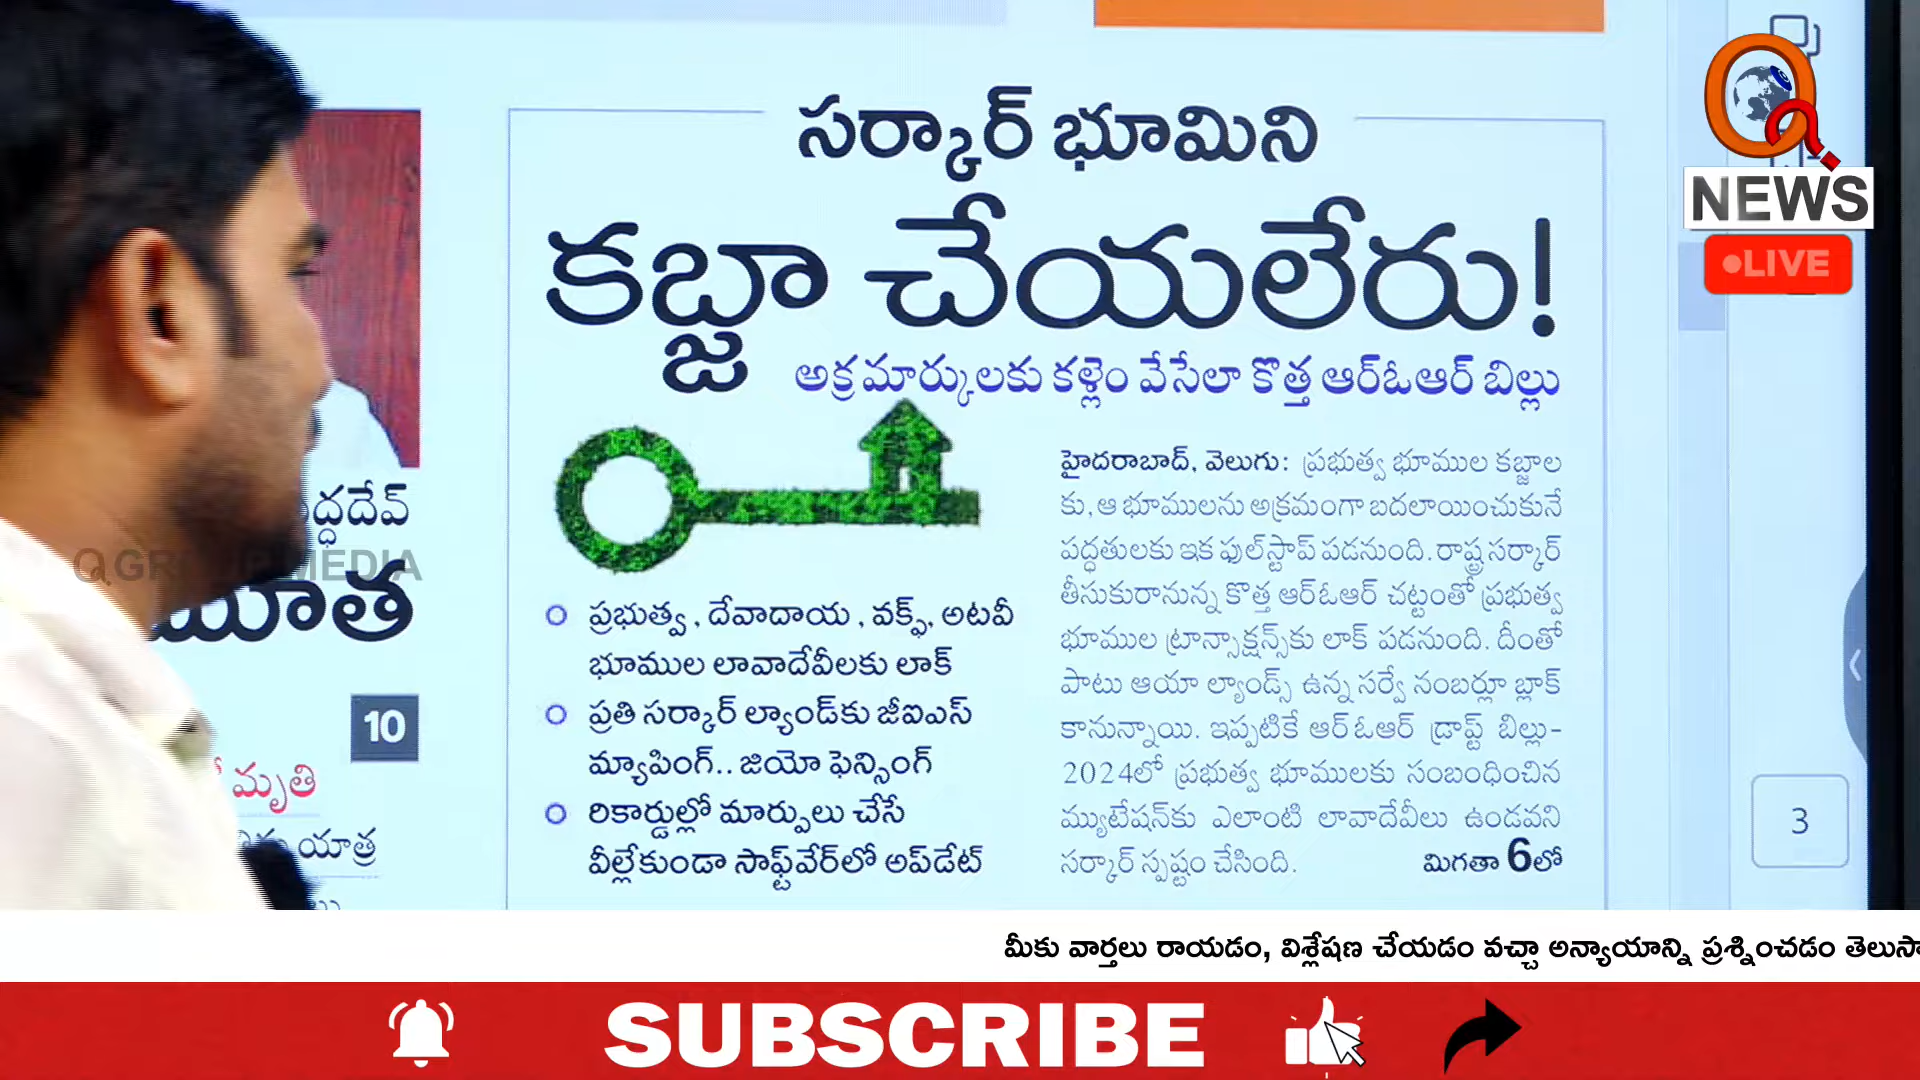 సర్కార్ భూమిని
కబ్జా చేయలేరు!
అక్రమార్కులకు కళ్లెం వేసేలా కొత్త ఆర్ఓఆర్ బిల్లు
ప్రభుత్వ, దేవాదాయ, వక్ఫ్, అటవీ
భూముల లావాదేవీలకు లాక్
ప్రతి సర్కార్ ల్యాండ్‌కు జీఐఎస్
మ్యాపింగ్.. జియో ఫెన్సింగ్
రికార్డుల్లో మార్పులు చేసే
వీల్లేకుండా సాఫ్ట్‌వేర్‌లో అప్‌డేట్
హైదరాబాద్, వెలుగు: ప్రభుత్వ భూముల కబ్జాల
కు, ఆ భూములను అక్రమంగా బదలాయించుకునే
పద్ధతులకు ఇక ఫుల్‌స్టాప్ పడనుంది. రాష్ట్ర సర్కార్
తీసుకురానున్న కొత్త ఆర్ఓఆర్ చట్టంతో ప్రభుత్వ
భూముల ట్రాన్సాక్షన్స్‌కు లాక్ పడనుంది. దీంతో
పాటు ఆయా ల్యాండ్స్ ఉన్న సర్వే నంబర్లూ బ్లాక్
కానున్నాయి. ఇప్పటికే ఆర్ఓఆర్ డ్రాఫ్ట్ బిల్లు–
2024లో ప్రభుత్వ భూములకు సంబంధించిన
మ్యుటేషన్‌కు ఎలాంటి లావాదేవీలు ఉండవని
సర్కార్ స్పష్టం చేసింది. మిగతా 6లో
10
మృతి
యాత్ర
3
Q NEWS
LIVE
Q GROUP MEDIA
మీకు వార్తలు రాయడం, విశ్లేషణ చేయడం వచ్చా అన్యాయాన్ని ప్రశ్నించడం
SUBSCRIBE